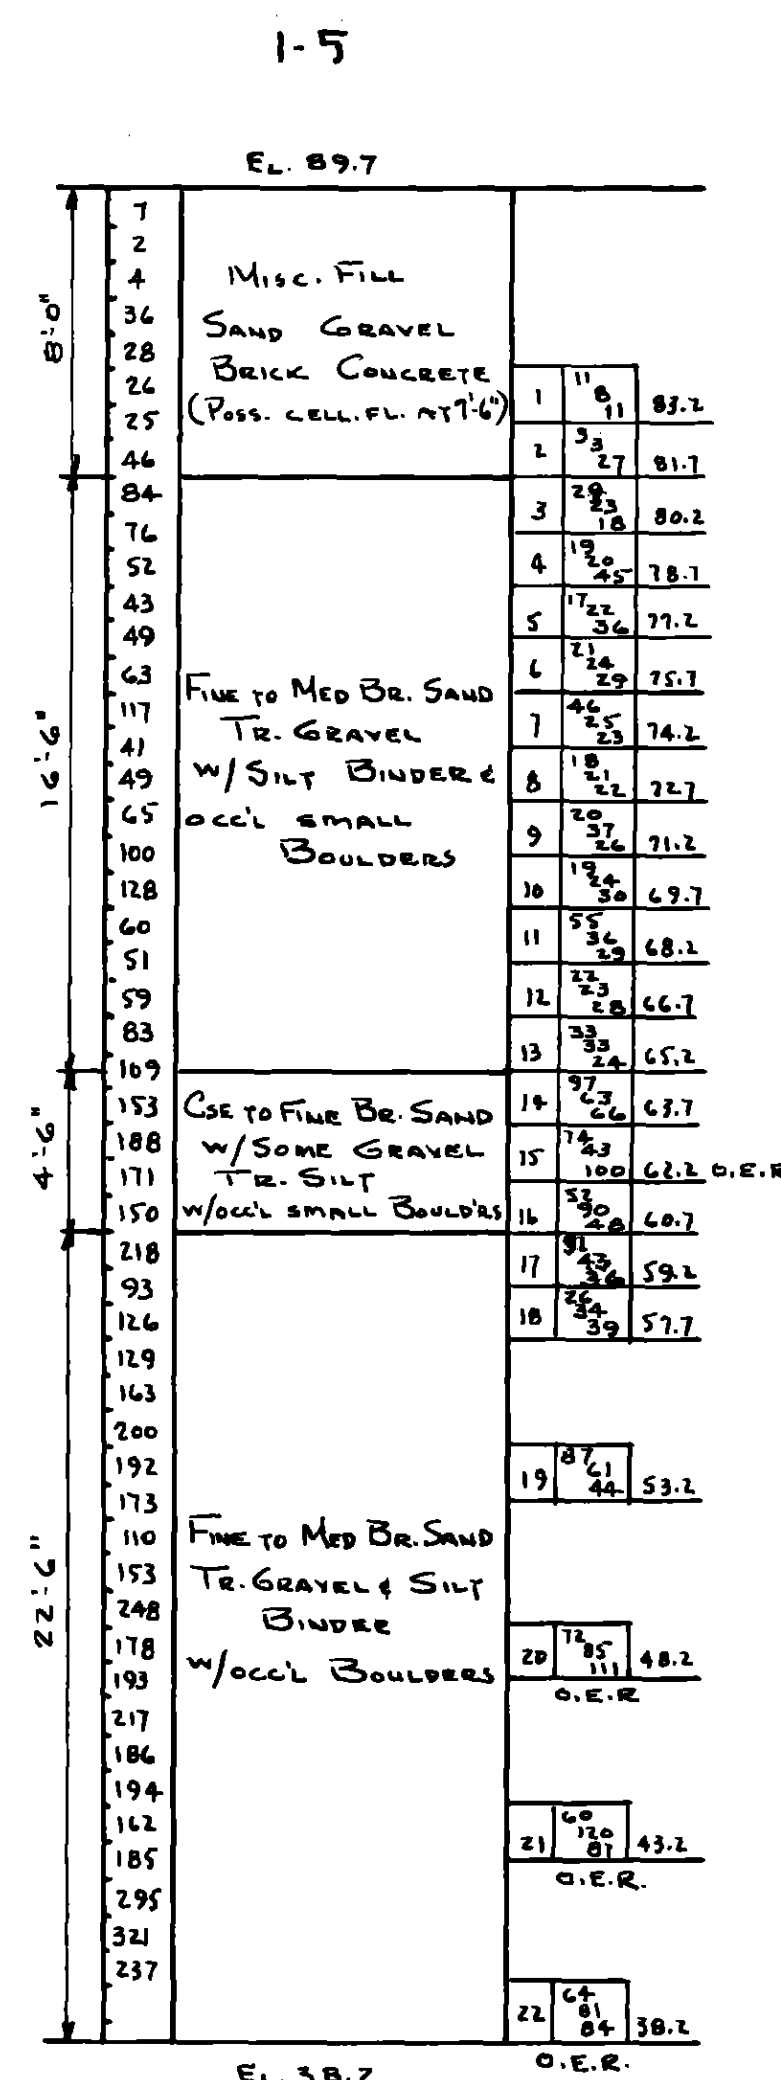 1-5
EL. 89.7
8'-0"
7
2
4
36
28
26
25
46
MISC. FILL
SAND GRAVEL
BRICK CONCRETE
(POSS. CELL. FL. AT 7'-6")
1 11 8 11 83.2
2 27 81.7
16'-6"
84
76
52
43
49
63
117
41
49
65
100
128
60
51
59
83
109
FINE TO MED BR. SAND
TR. GRAVEL
W/ SILT BINDER &
OCC'L SMALL
BOULDERS
3 29 23 18 80.2
4 19 20 45 78.7
5 17 22 36 77.2
6 21 24 29 75.7
7 46 25 23 74.2
8 18 21 22 72.7
9 20 37 26 71.2
10 19 24 30 69.7
11 55 36 29 68.2
12 22 23 28 66.7
13 33 33 24 65.2
4'-6"
153
188
171
150
CSE TO FINE BR. SAND
W/ SOME GRAVEL
TR. SILT
W/OCC'L SMALL BOULD'RS
14 97 63 66 63.7
15 74 43 100 62.2 O.E.R
16 52 90 48 60.7
22'-6"
218
93
126
129
163
200
192
173
110
153
248
178
193
217
186
194
162
185
295
321
237
FINE TO MED BR. SAND
TR. GRAVEL & SILT
BINDER
W/OCC'L BOULDERS
17 43 59.2
18 26 34 39 57.7
19 87 61 44 53.2
20 72 85 111 48.2
O.E.R
21 60 120 81 43.2
O.E.R.
22 64 81 84 38.2
O.E.R.
EL. 38.2